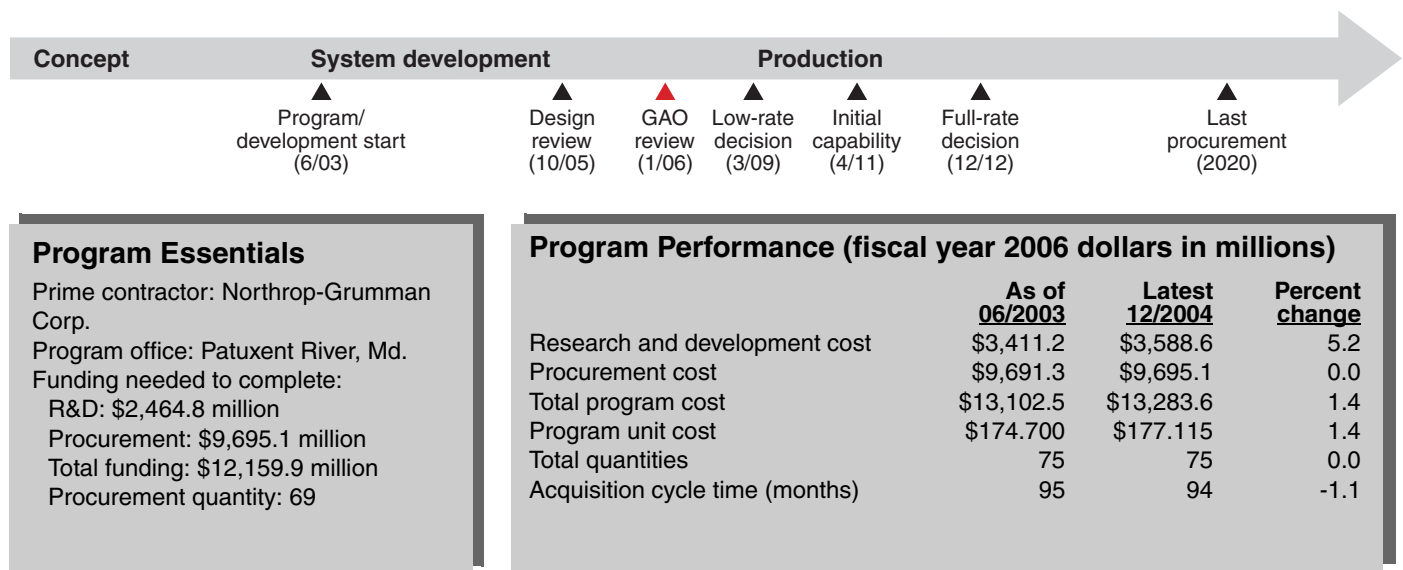 Concept System development Production
Program/
development start
(6/03)
Design
review
(10/05)
GAO
review
(1/06)
Low-rate
decision
(3/09)
Initial
capability
(4/11)
Full-rate
decision
(12/12)
Last
procurement
(2020)
Program Essentials
Prime contractor: Northrop-Grumman
Corp.
Program office: Patuxent River, Md.
Funding needed to complete:
R&D: $2,464.8 million
Procurement: $9,695.1 million
Total funding: $12,159.9 million
Procurement quantity: 69
Program Performance (fiscal year 2006 dollars in millions)
As of Latest Percent
06/2003 12/2004 change
Research and development cost $3,411.2 $3,588.6 5.2
Procurement cost $9,691.3 $9,695.1 0.0
Total program cost $13,102.5 $13,283.6 1.4
Program unit cost $174.700 $177.115 1.4
Total quantities 75 75 0.0
Acquisition cycle time (months) 95 94 -1.1